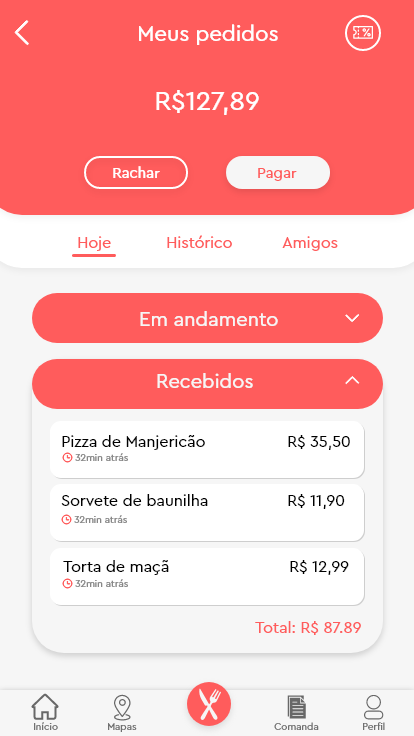 Meus pedidos
%
R$127,89
Rachar Pagar
Hoje Histórico Amigos
Em andamento
Recebidos
Pizza de Manjericão R$ 35,50
32min atrás
Sorvete de baunilha R$ 11,90
32min atrás
Torta de maçã R$ 12,99
32min atrás
Total: R$ 87.89
Início Mapas Comanda Perfil